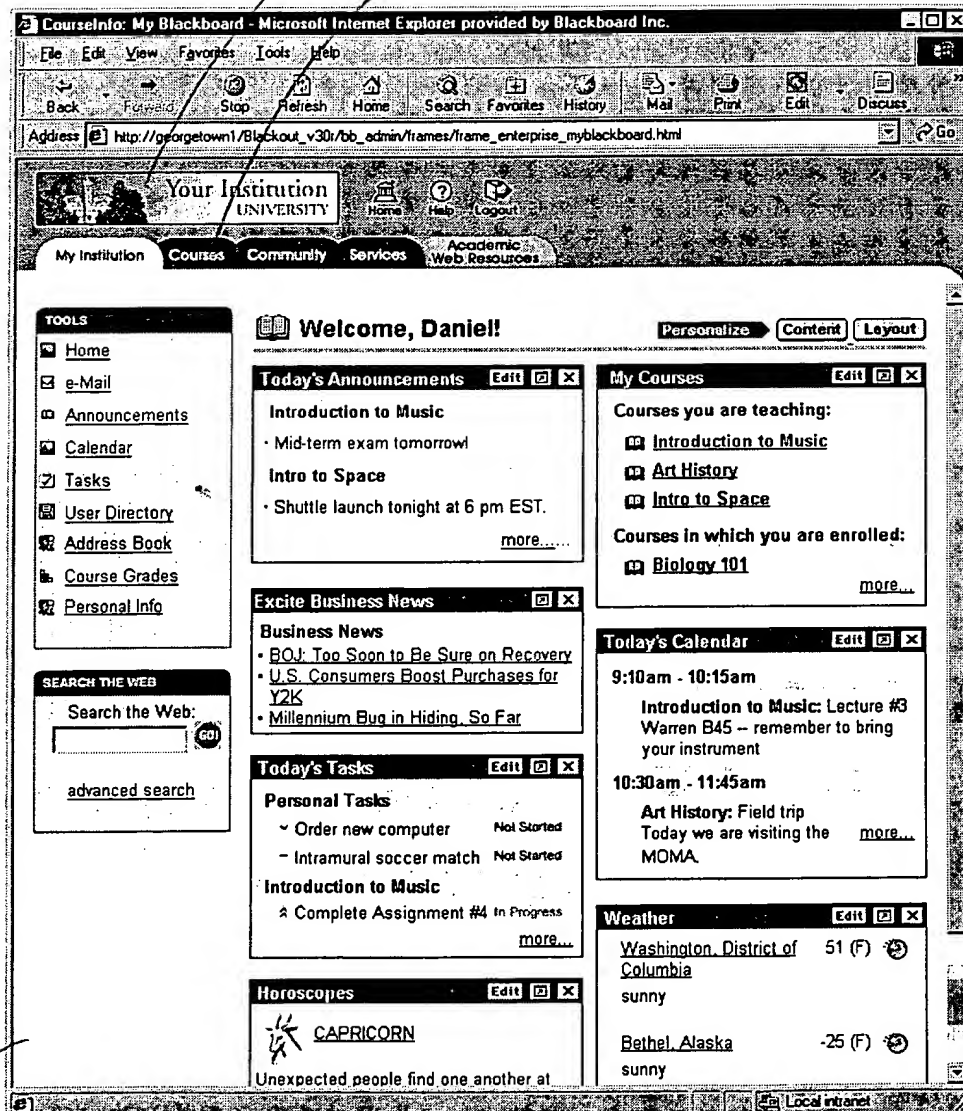 CourseInfo: My Blackboard - Microsoft Internet Explorer provided by Blackboard Inc.
File Edit View Favorites Tools Help
Back Forward Stop Refresh Home Search Favorites History Mail Print Edit Discuss
Address http://georgetown1/Blackout_v30r/bb_admin/frames/frame_enterprise_myblackboard.html Go
Your Institution
UNIVERSITY
Home Help Logout
My Institution Courses Community Services Academic Web Resources
TOOLS
Home
e-Mail
Announcements
Calendar
Tasks
User Directory
Address Book
Course Grades
Personal Info
SEARCH THE WEB
Search the Web:
GO!
advanced search
Welcome, Daniel!
Personalize Content Layout
Today's Announcements Edit
Introduction to Music
· Mid-term exam tomorrow!
Intro to Space
· Shuttle launch tonight at 6 pm EST.
more......
Excite Business News
Business News
· BOJ: Too Soon to Be Sure on Recovery
· U.S. Consumers Boost Purchases for
Y2K
· Millennium Bug in Hiding, So Far
Today's Tasks Edit
Personal Tasks
Order new computer Not Started
Intramural soccer match Not Started
Introduction to Music
Complete Assignment #4 In Progress
more...
Horoscopes Edit
CAPRICORN
Unexpected people find one another at
My Courses Edit
Courses you are teaching:
Introduction to Music
Art History
Intro to Space
Courses in which you are enrolled:
Biology 101
more...
Today's Calendar Edit
9:10am - 10:15am
Introduction to Music: Lecture #3
Warren B45 -- remember to bring
your instrument
10:30am - 11:45am
Art History: Field trip
Today we are visiting the more...
MOMA.
Weather Edit
Washington, District of 51 (F)
Columbia
sunny
Bethel, Alaska -25 (F)
sunny
Local intranet